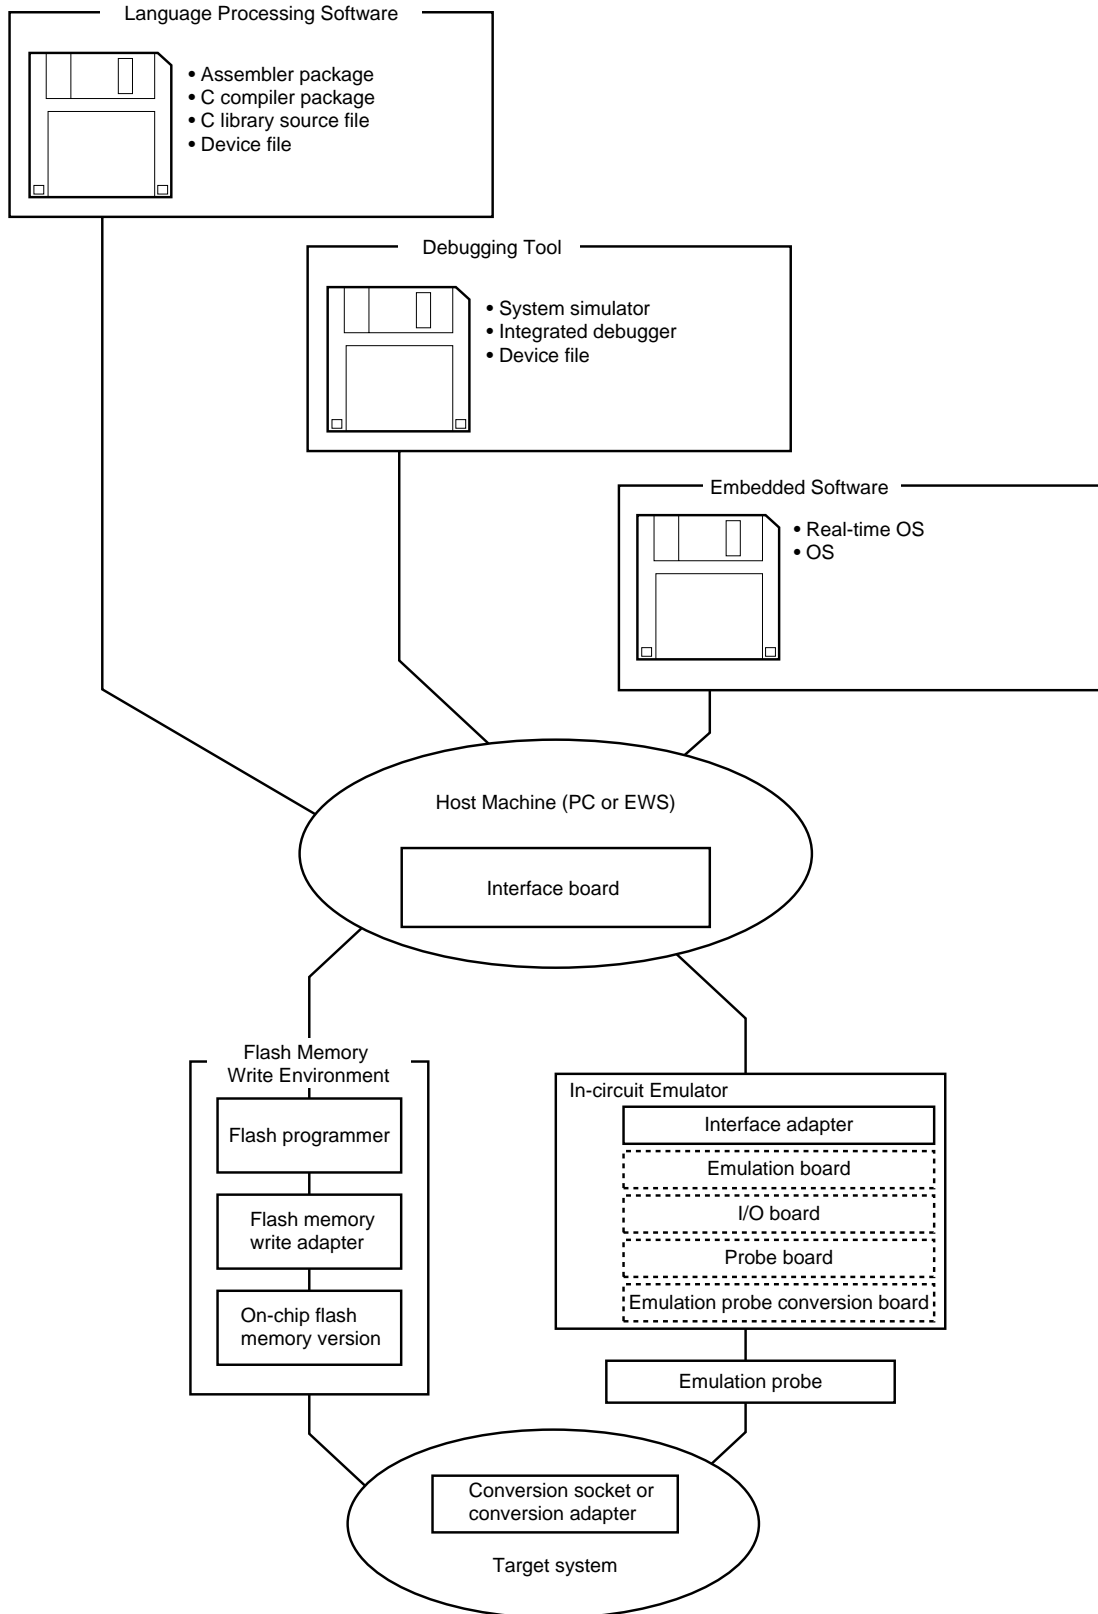 Language Processing Software
• Assembler package
• C compiler package
• C library source file
• Device file
Debugging Tool
• System simulator
• Integrated debugger
• Device file
Embedded Software
• Real-time OS
• OS
Host Machine (PC or EWS)
Interface board
Flash Memory
Write Environment
Flash programmer
Flash memory
write adapter
On-chip flash
memory version
In-circuit Emulator
Interface adapter
Emulation board
I/O board
Probe board
Emulation probe conversion board
Emulation probe
Conversion socket or
conversion adapter
Target system